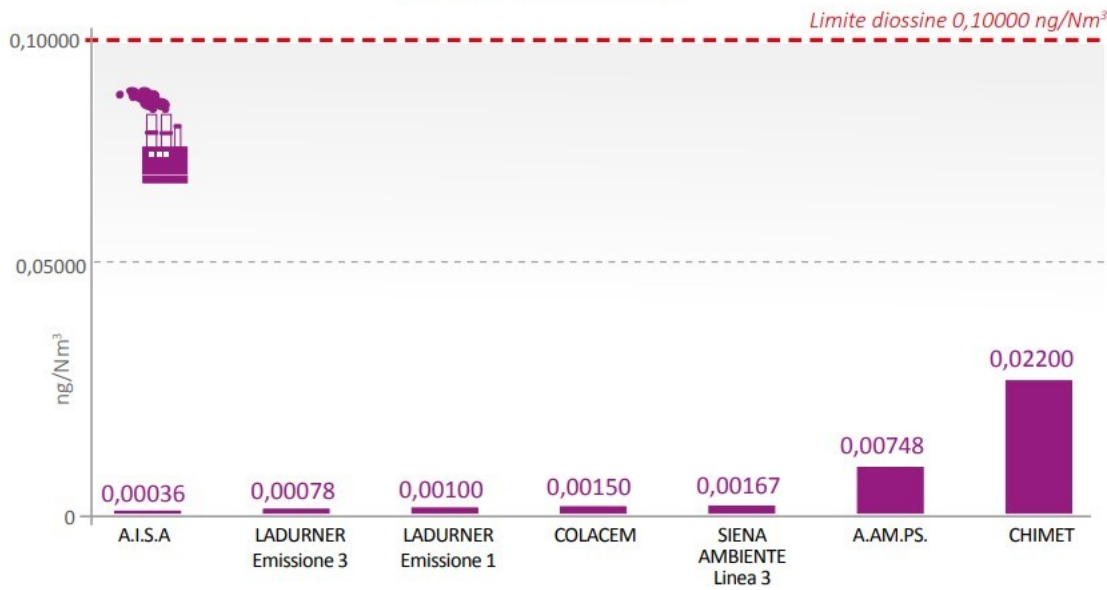 Limite diossine 0,10000 ng/Nm³
0,10000
0,05000
ng/Nm³
0
0,00036
0,00078
0,00100
0,00150
0,00167
0,00748
0,02200
A.I.S.A
LADURNER
Emissione 3
LADURNER
Emissione 1
COLACEM
SIENA
AMBIENTE
Linea 3
A.AM.PS.
CHIMET